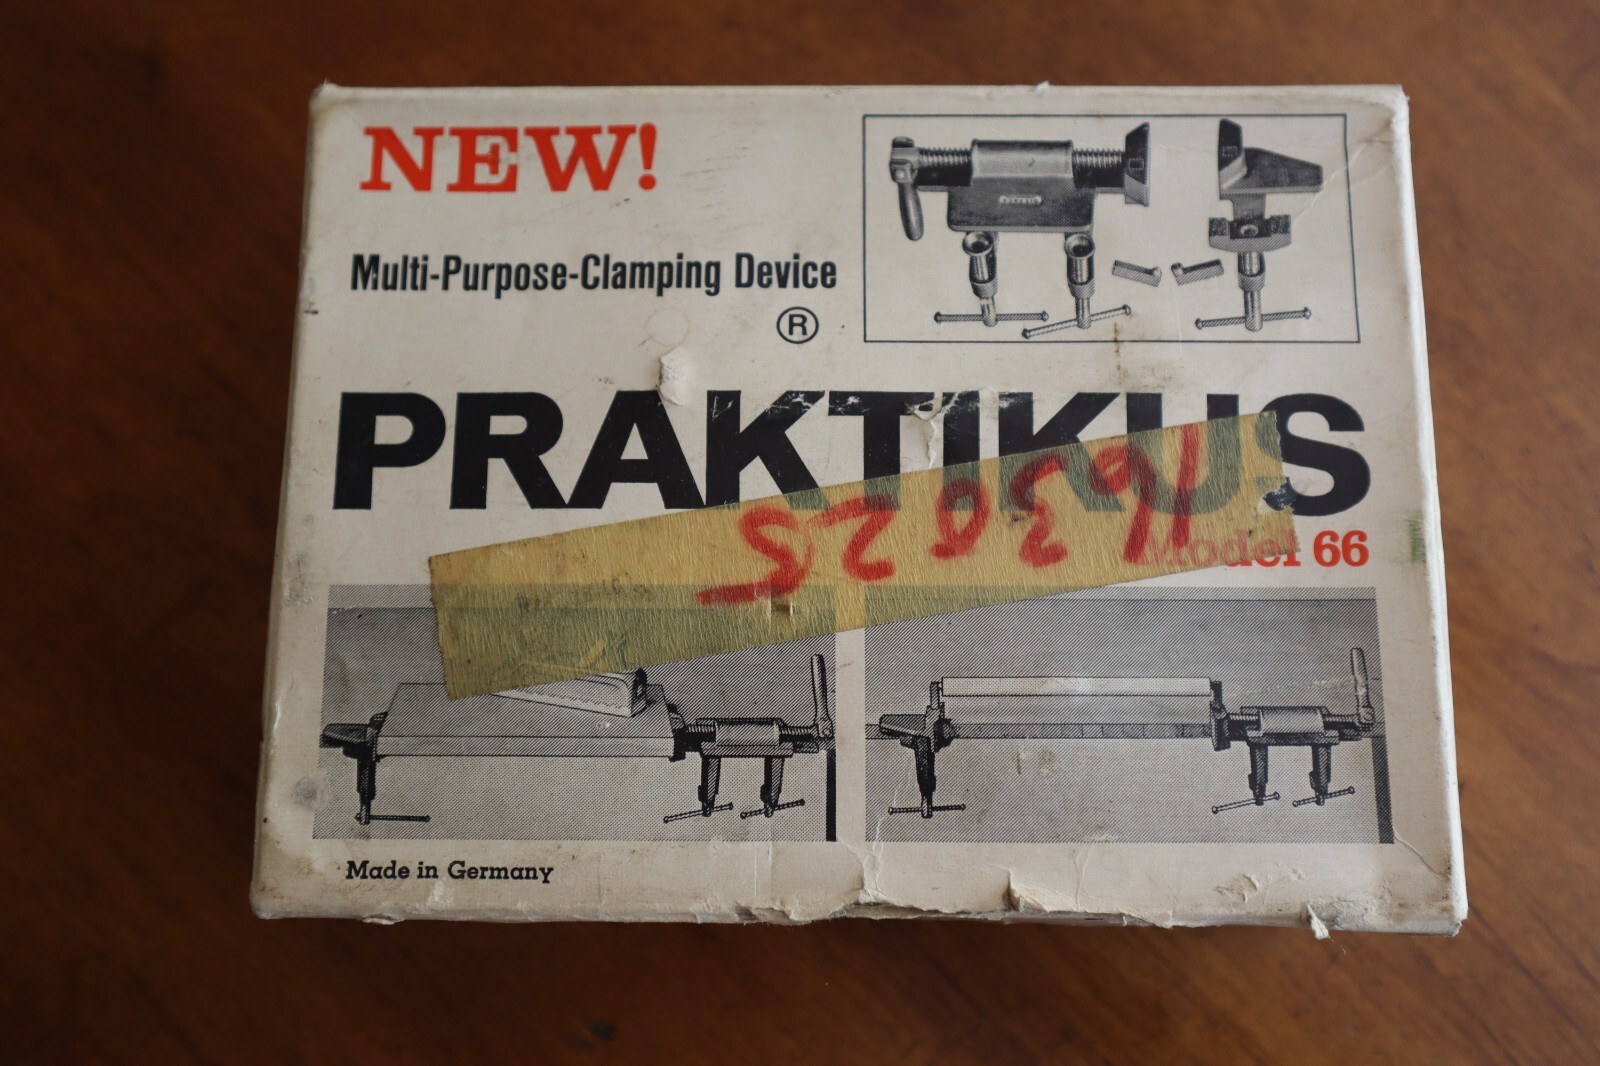 NEW!
Multi-Purpose-Clamping Device
®
PRAKTIKUS
Model 66
Made in Germany